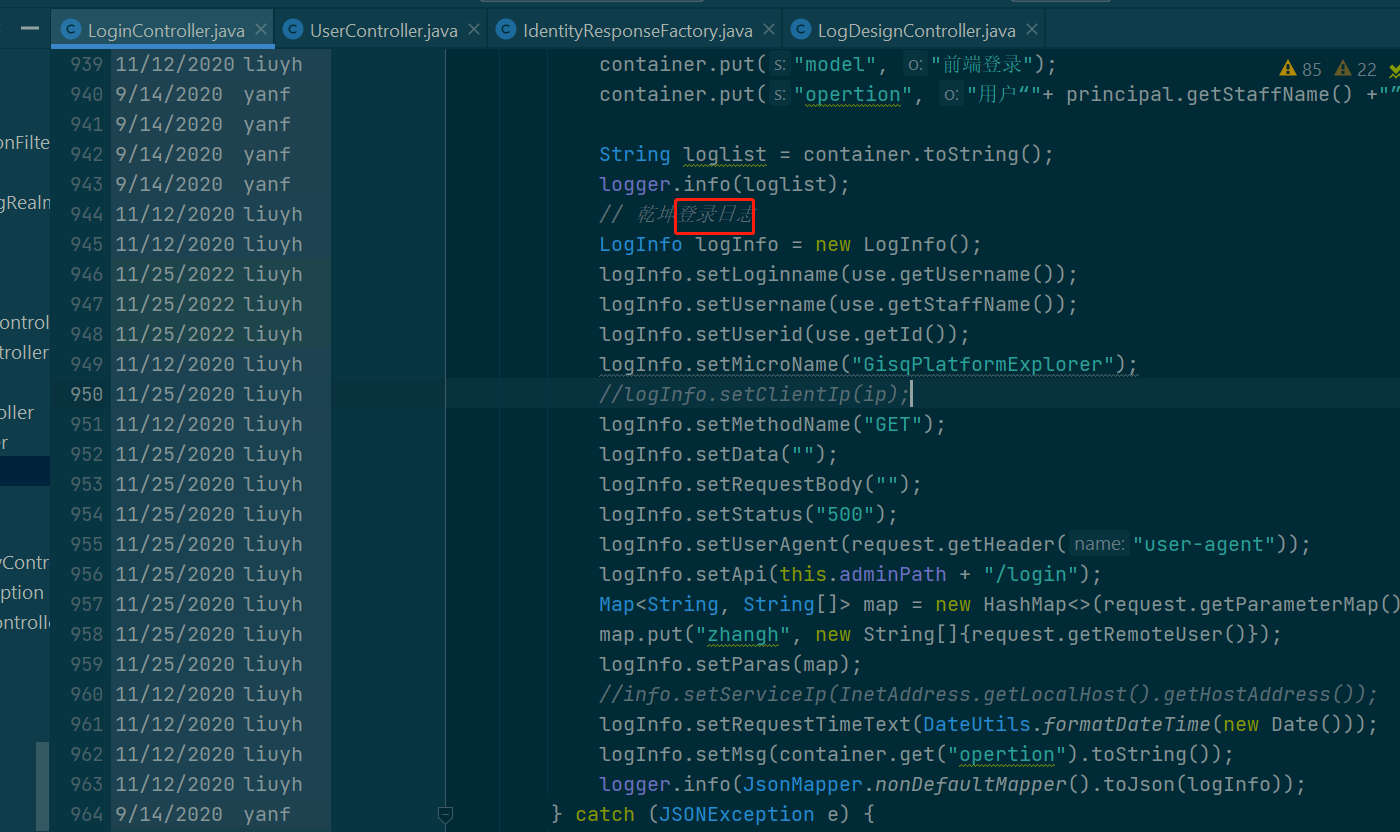 LoginController.java UserController.java IdentityResponseFactory.java LogDesignController.java
939 11/12/2020 liuyh container.put( s: "model", o: "前端登录"); 85 22
940 9/14/2020 yanf container.put( s: "opertion", o: "用户“"+ principal.getStaffName() +"”
941 9/14/2020 yanf
onFilte
942 9/14/2020 yanf String loglist = container.toString();
943 9/14/2020 yanf logger.info(loglist);
gRealm
944 11/12/2020 liuyh // 乾坤登录日志
945 11/12/2020 liuyh LogInfo logInfo = new LogInfo();
946 11/25/2022 liuyh logInfo.setLoginname(use.getUsername());
947 11/25/2022 liuyh logInfo.setUsername(use.getStaffName());
ontrol
948 11/25/2022 liuyh logInfo.setUserid(use.getId());
troller
949 11/12/2020 liuyh logInfo.setMicroName("GisqPlatformExplorer");
950 11/25/2020 liuyh //logInfo.setClientIp(ip);
oller
951 11/12/2020 liuyh logInfo.setMethodName("GET");
r
952 11/25/2020 liuyh logInfo.setData("");
953 11/25/2020 liuyh logInfo.setRequestBody("");
954 11/25/2020 liuyh logInfo.setStatus("500");
955 11/25/2020 liuyh logInfo.setUserAgent(request.getHeader( name: "user-agent"));
yContr
956 11/25/2020 liuyh logInfo.setApi(this.adminPath + "/login");
ption
957 11/25/2020 liuyh Map<String, String[]> map = new HashMap<>(request.getParameterMap()
ontrolle
958 11/25/2020 liuyh map.put("zhangh", new String[]{request.getRemoteUser()});
959 11/25/2020 liuyh logInfo.setParas(map);
960 11/12/2020 liuyh //info.setServiceIp(InetAddress.getLocalHost().getHostAddress());
961 11/12/2020 liuyh logInfo.setRequestTimeText(DateUtils.formatDateTime(new Date()));
962 11/12/2020 liuyh logInfo.setMsg(container.get("opertion").toString());
963 11/12/2020 liuyh logger.info(JsonMapper.nonDefaultMapper().toJson(logInfo));
964 9/14/2020 yanf } catch (JSONException e) {